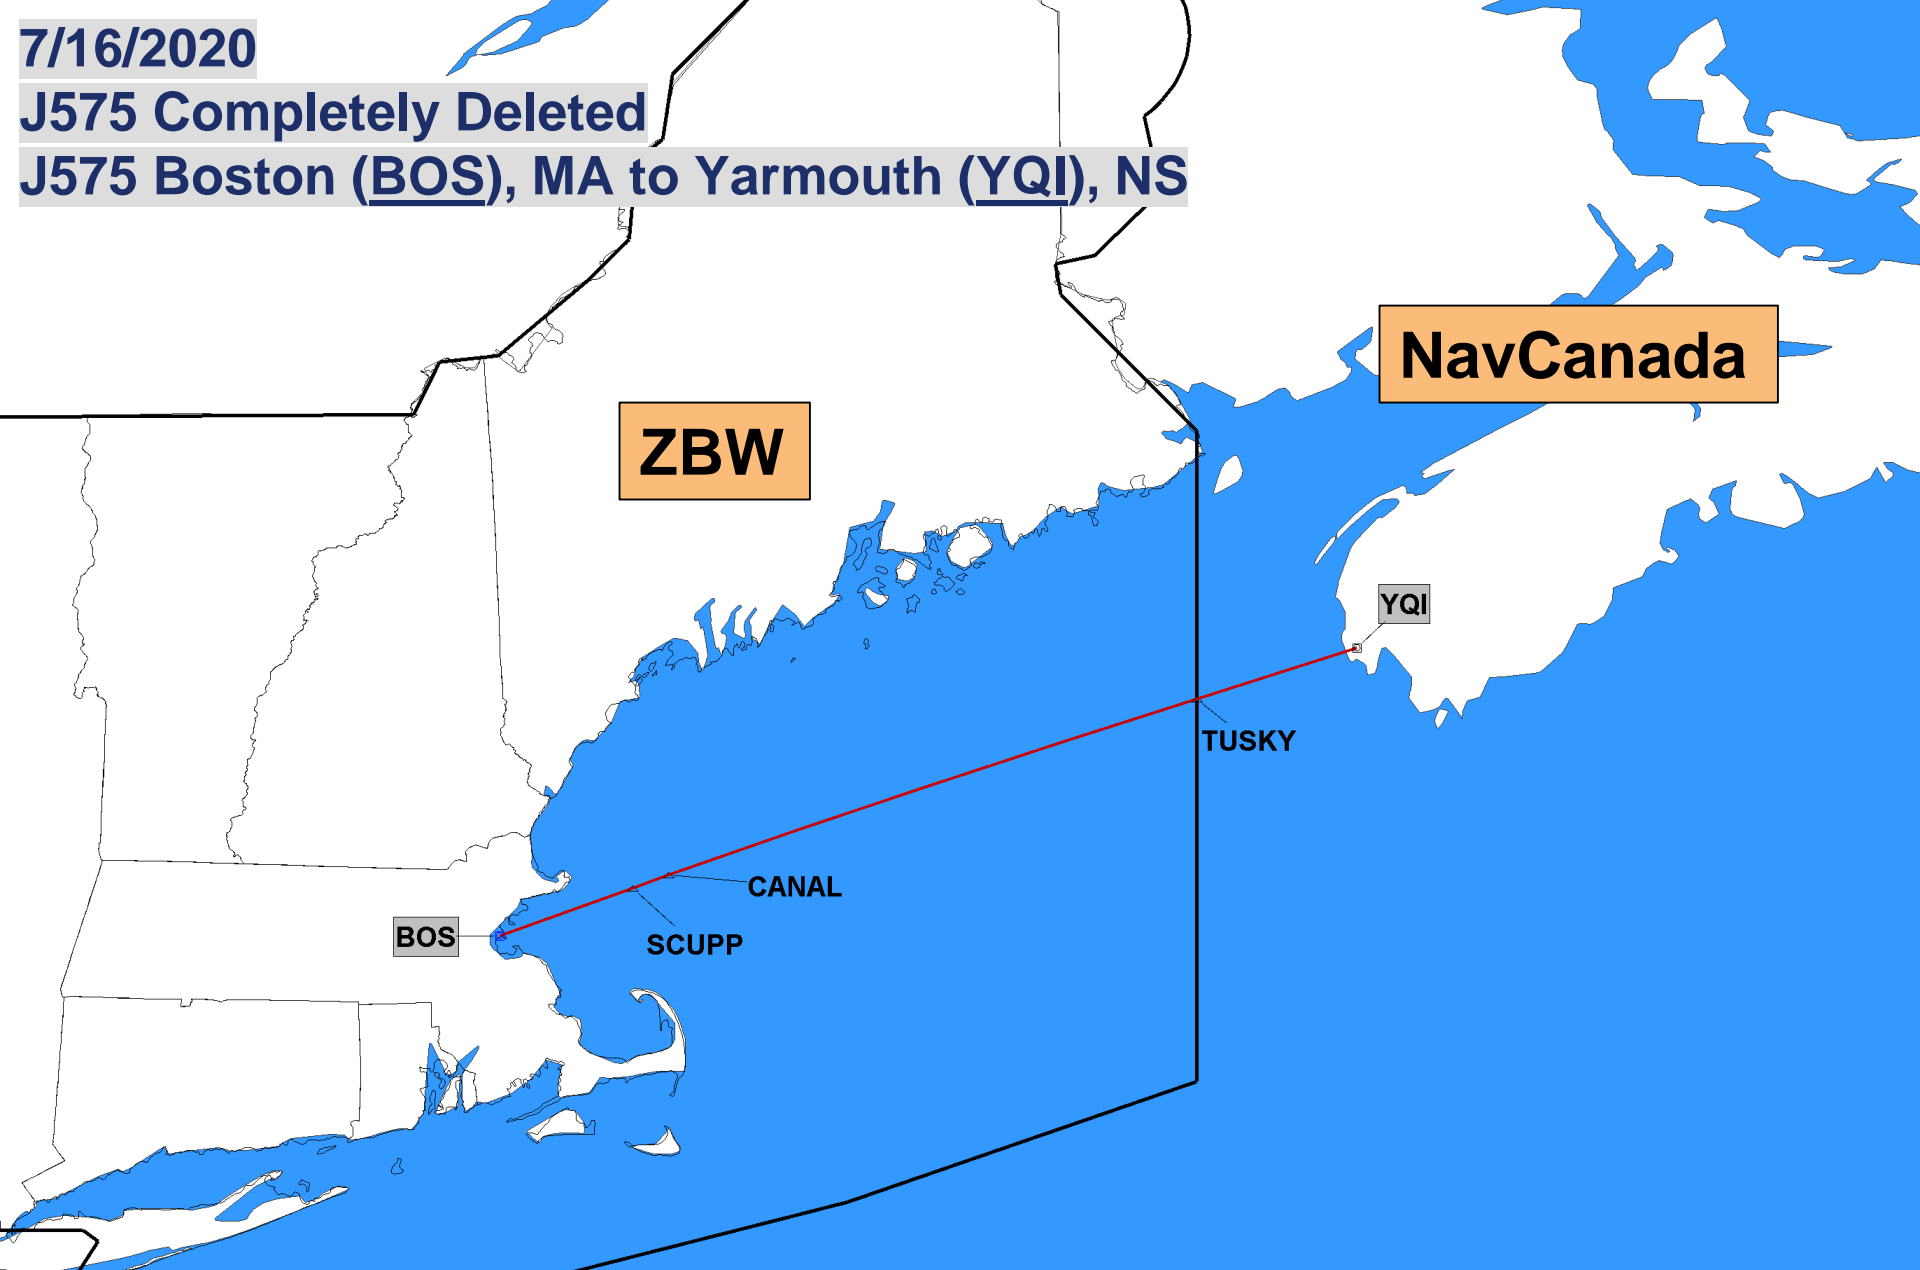 7/16/2020
J575 Completely Deleted
J575 Boston (BOS), MA to Yarmouth (YQI), NS
NavCanada
ZBW
YQI
TUSKY
CANAL
BOS
SCUPP